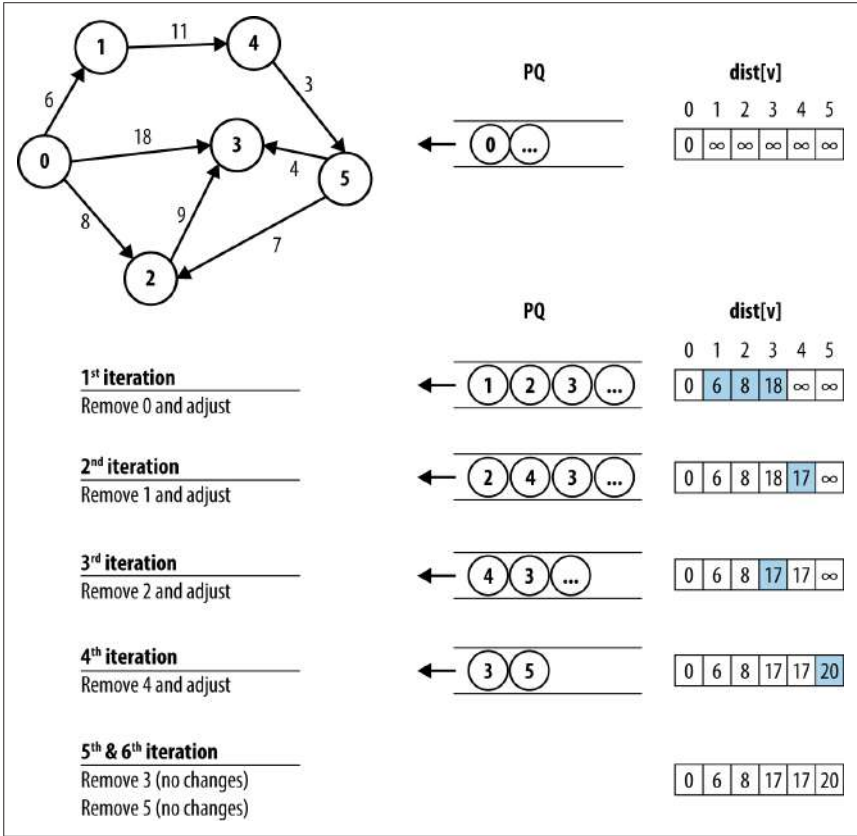 1 11 4
6 3
PQ dist[v]
0 1 2 3 4 5
0 18 3 4 5
0 ... 0 ∞ ∞ ∞ ∞ ∞
8 9 7
2
PQ dist[v]
0 1 2 3 4 5
1st iteration
Remove 0 and adjust
1 2 3 ... 0 6 8 18 ∞ ∞
2nd iteration
Remove 1 and adjust
2 4 3 ... 0 6 8 18 17 ∞
3rd iteration
Remove 2 and adjust
4 3 ... 0 6 8 17 17 ∞
4th iteration
Remove 4 and adjust
3 5 0 6 8 17 17 20
5th & 6th iteration
Remove 3 (no changes)
Remove 5 (no changes)
0 6 8 17 17 20